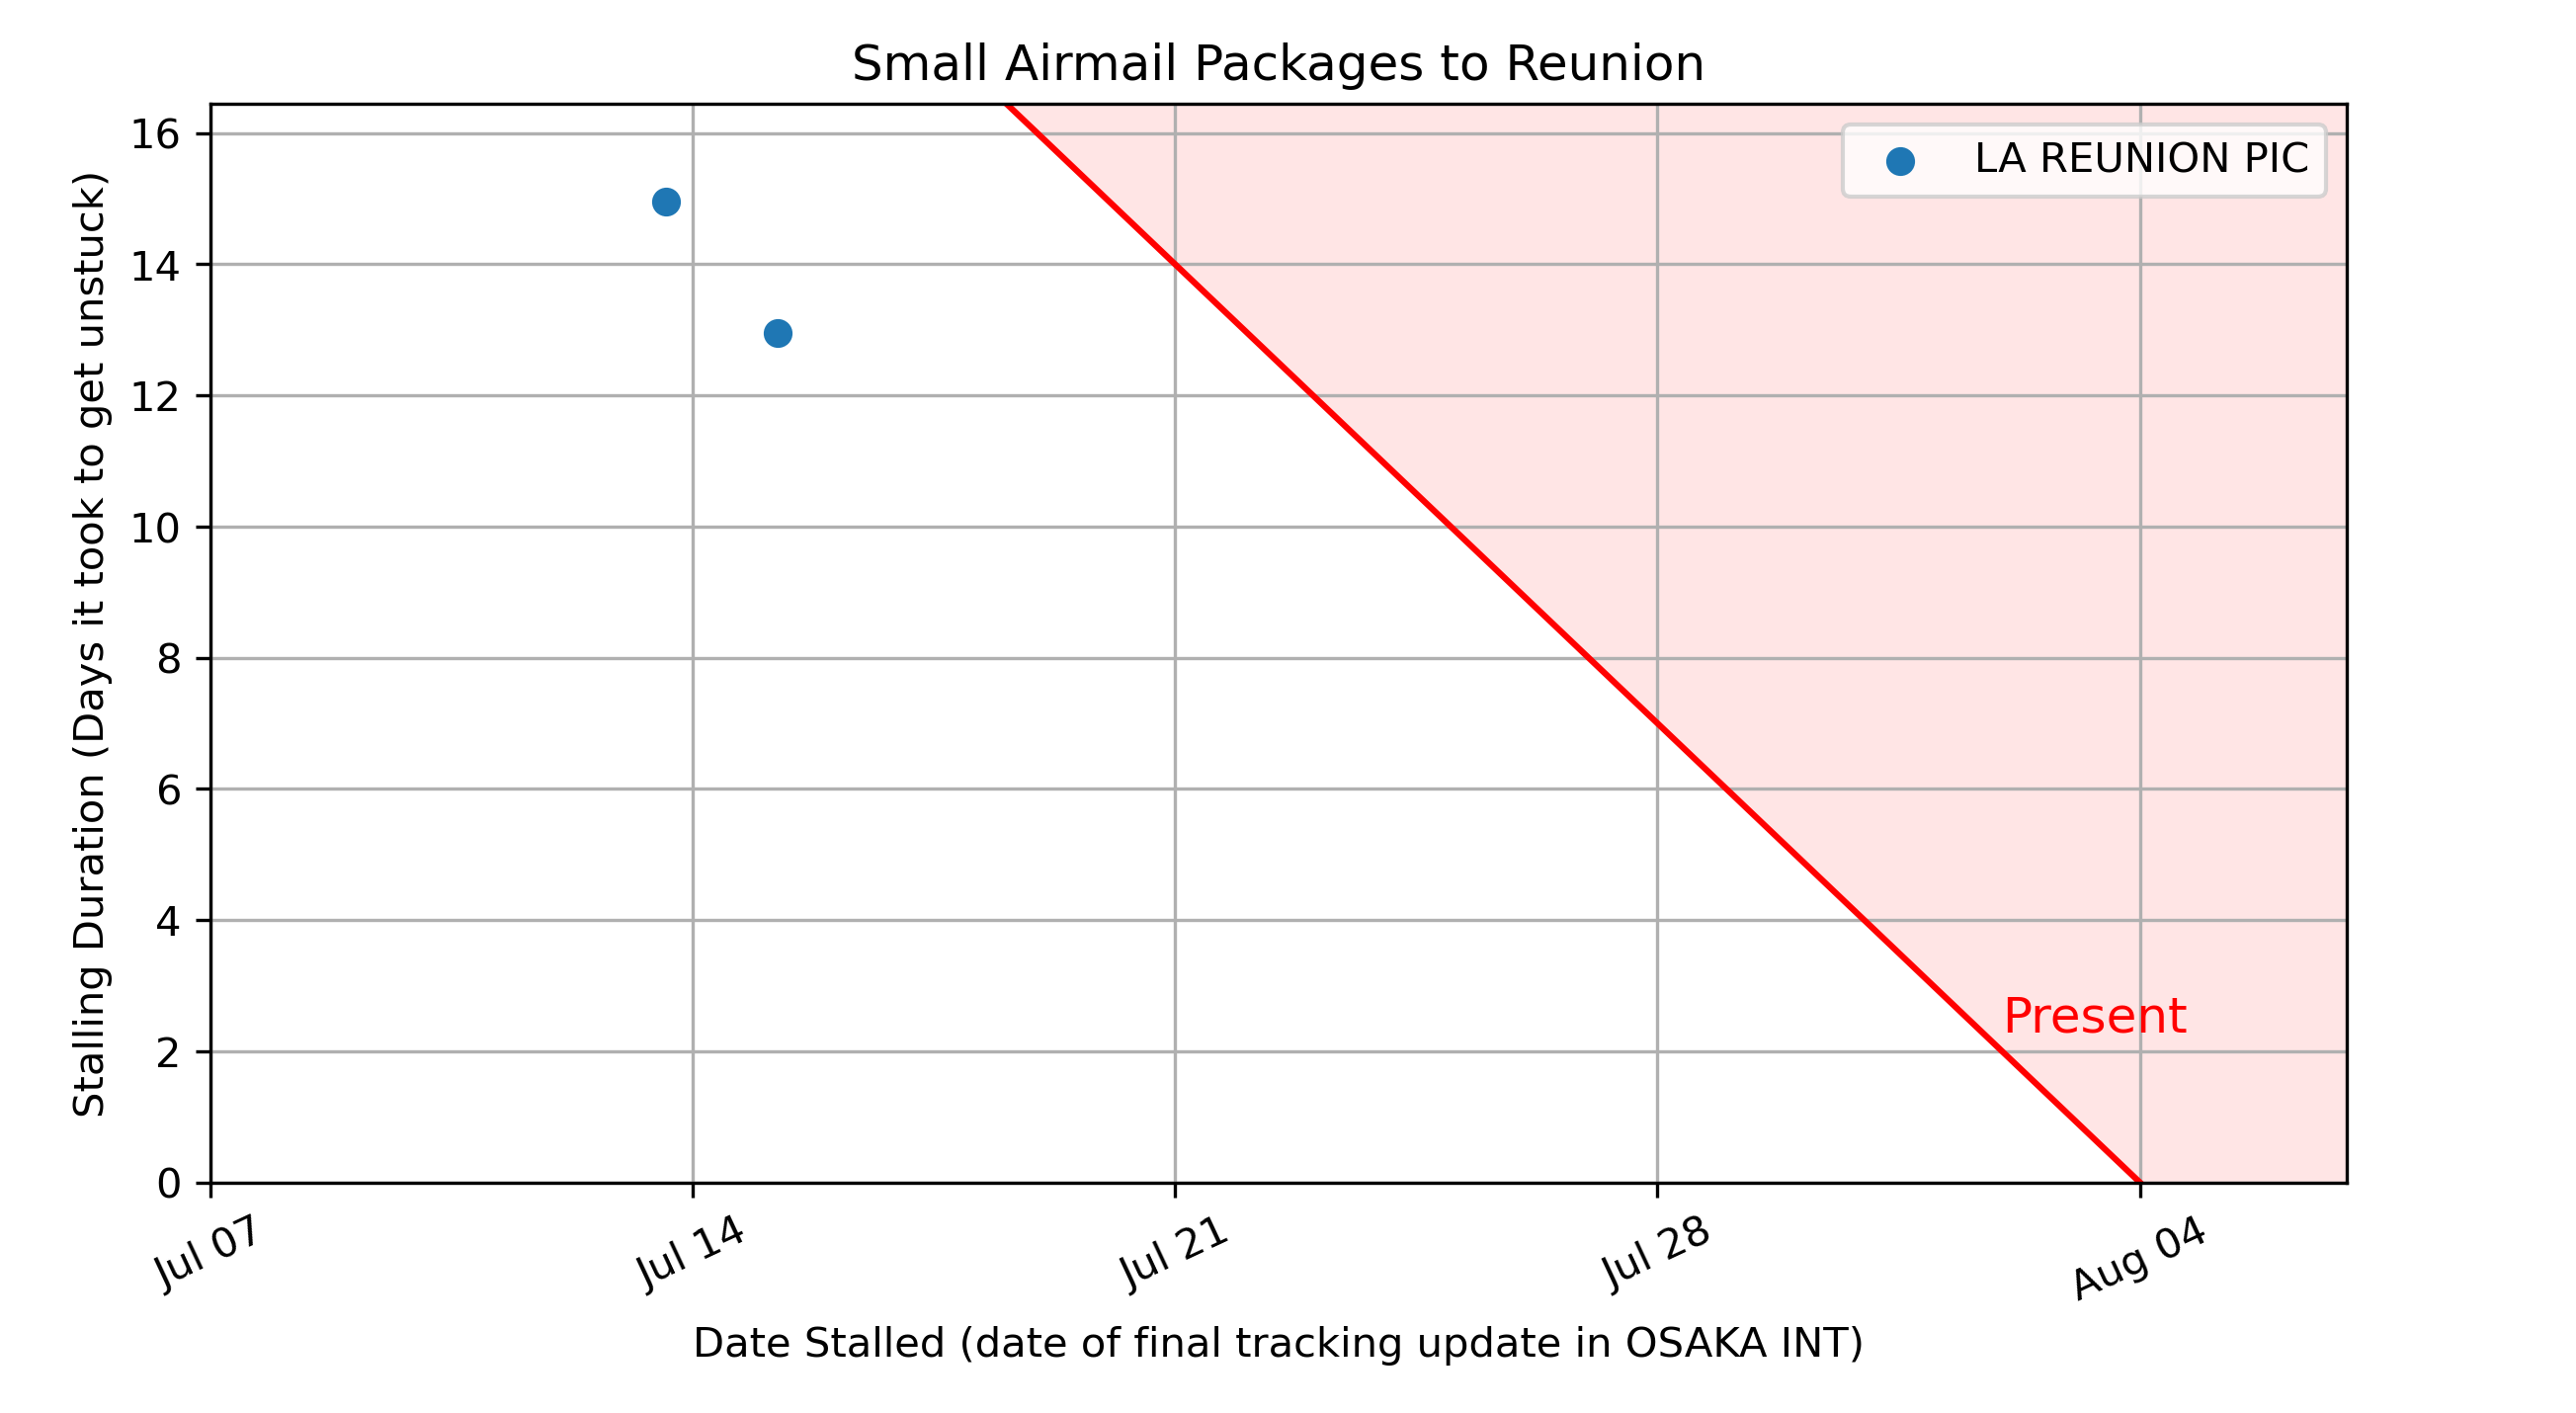 Small Airmail Packages to Reunion
LA REUNION PIC
Stalling Duration (Days it took to get unstuck)
16
14
12
10
8
6
4
2
0
Present
Jul 07
Jul 14
Jul 21
Jul 28
Aug 04
Date Stalled (date of final tracking update in OSAKA INT)